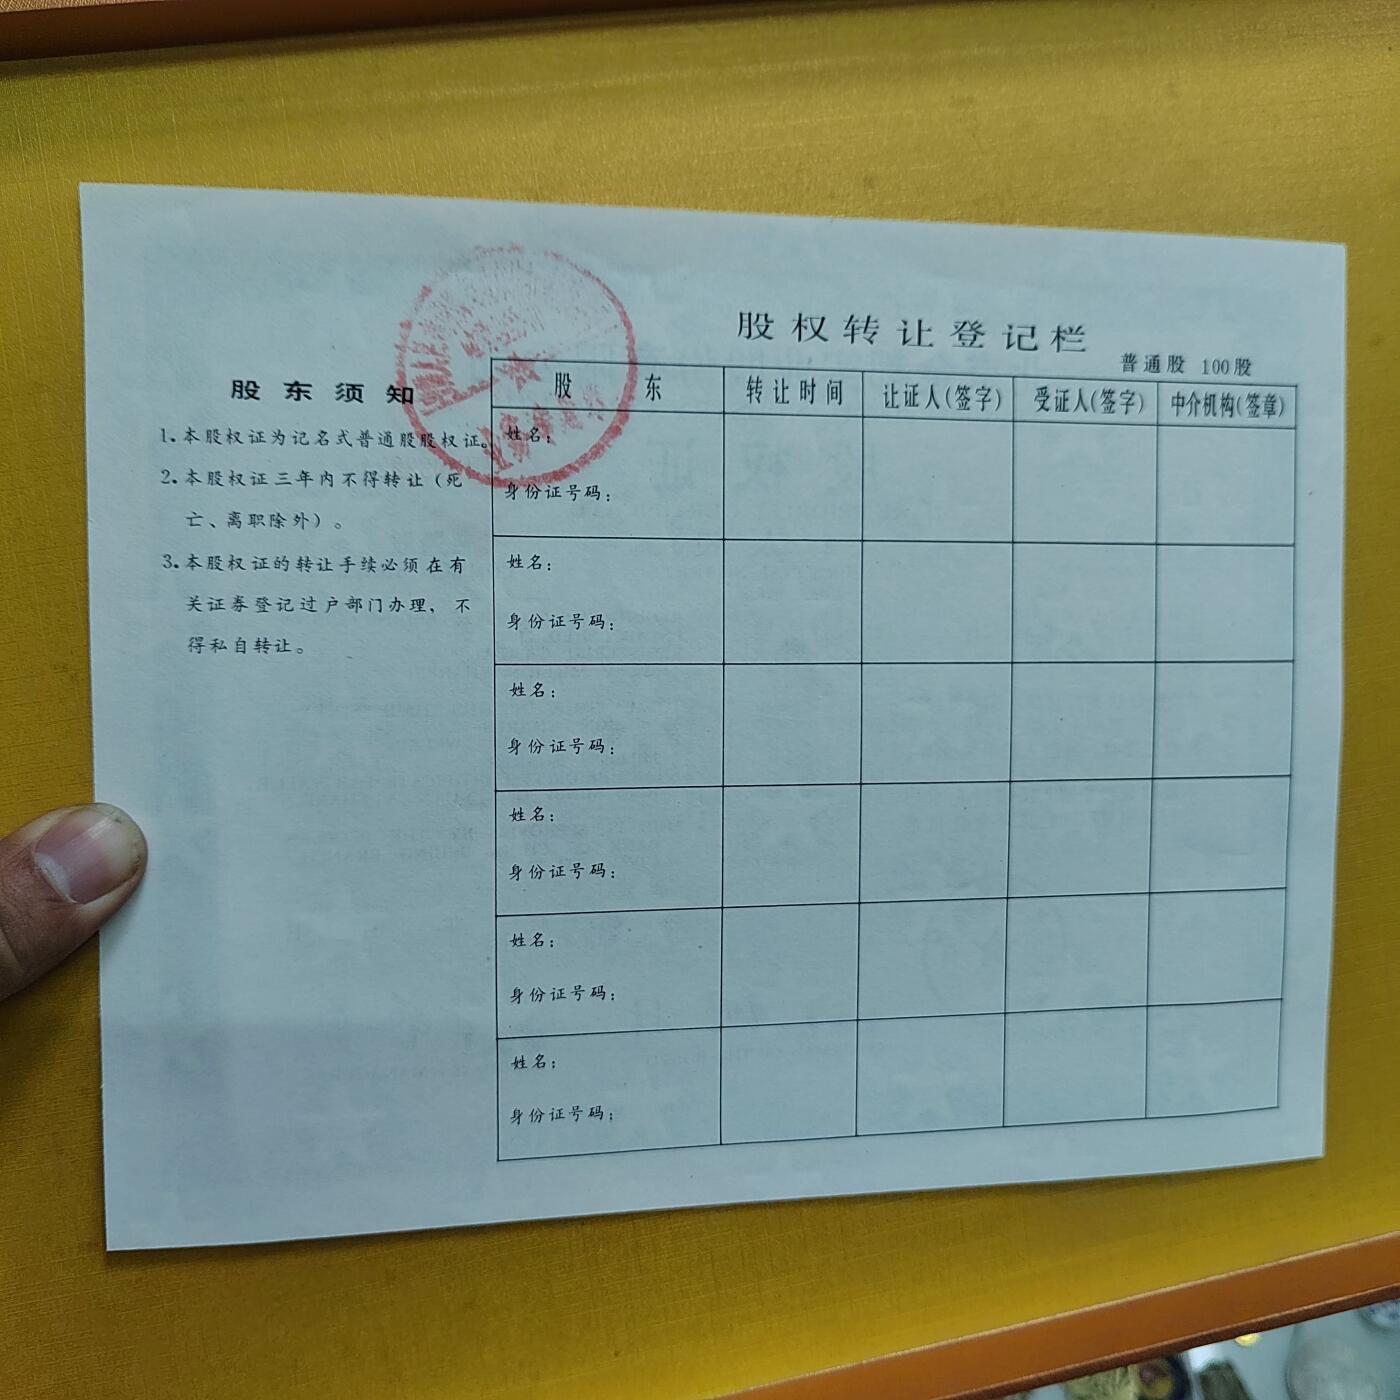 股权转让登记栏
普通股 100股
股东须知
1.本股权证为记名式普通股股权证。
2.本股权证三年内不得转让（死
亡、离职除外）。
3.本股权证的转让手续必须在有
关证券登记过户部门办理，不
得私自转让。
股 东 转让时间 让证人(签字) 受证人(签字) 中介机构(签章)
姓名：
身份证号码：
姓名：
身份证号码：
姓名：
身份证号码：
姓名：
身份证号码：
姓名：
身份证号码：
姓名：
身份证号码：